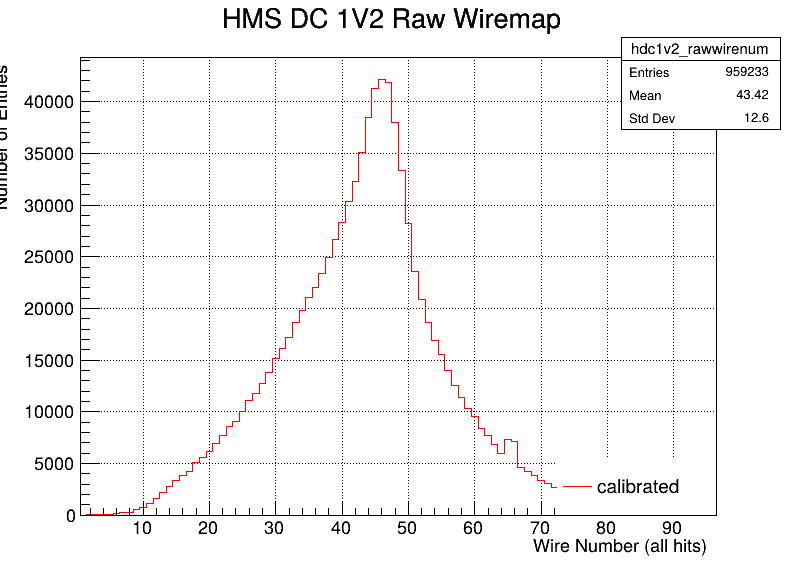 HMS DC 1V2 Raw Wiremap
hdc1v2_rawwirenum
Entries 959233
Mean 43.42
Std Dev 12.6
Number of Entries
40000
35000
30000
25000
20000
15000
10000
5000
0
calibrated
10 20 30 40 50 60 70 80 90
Wire Number (all hits)